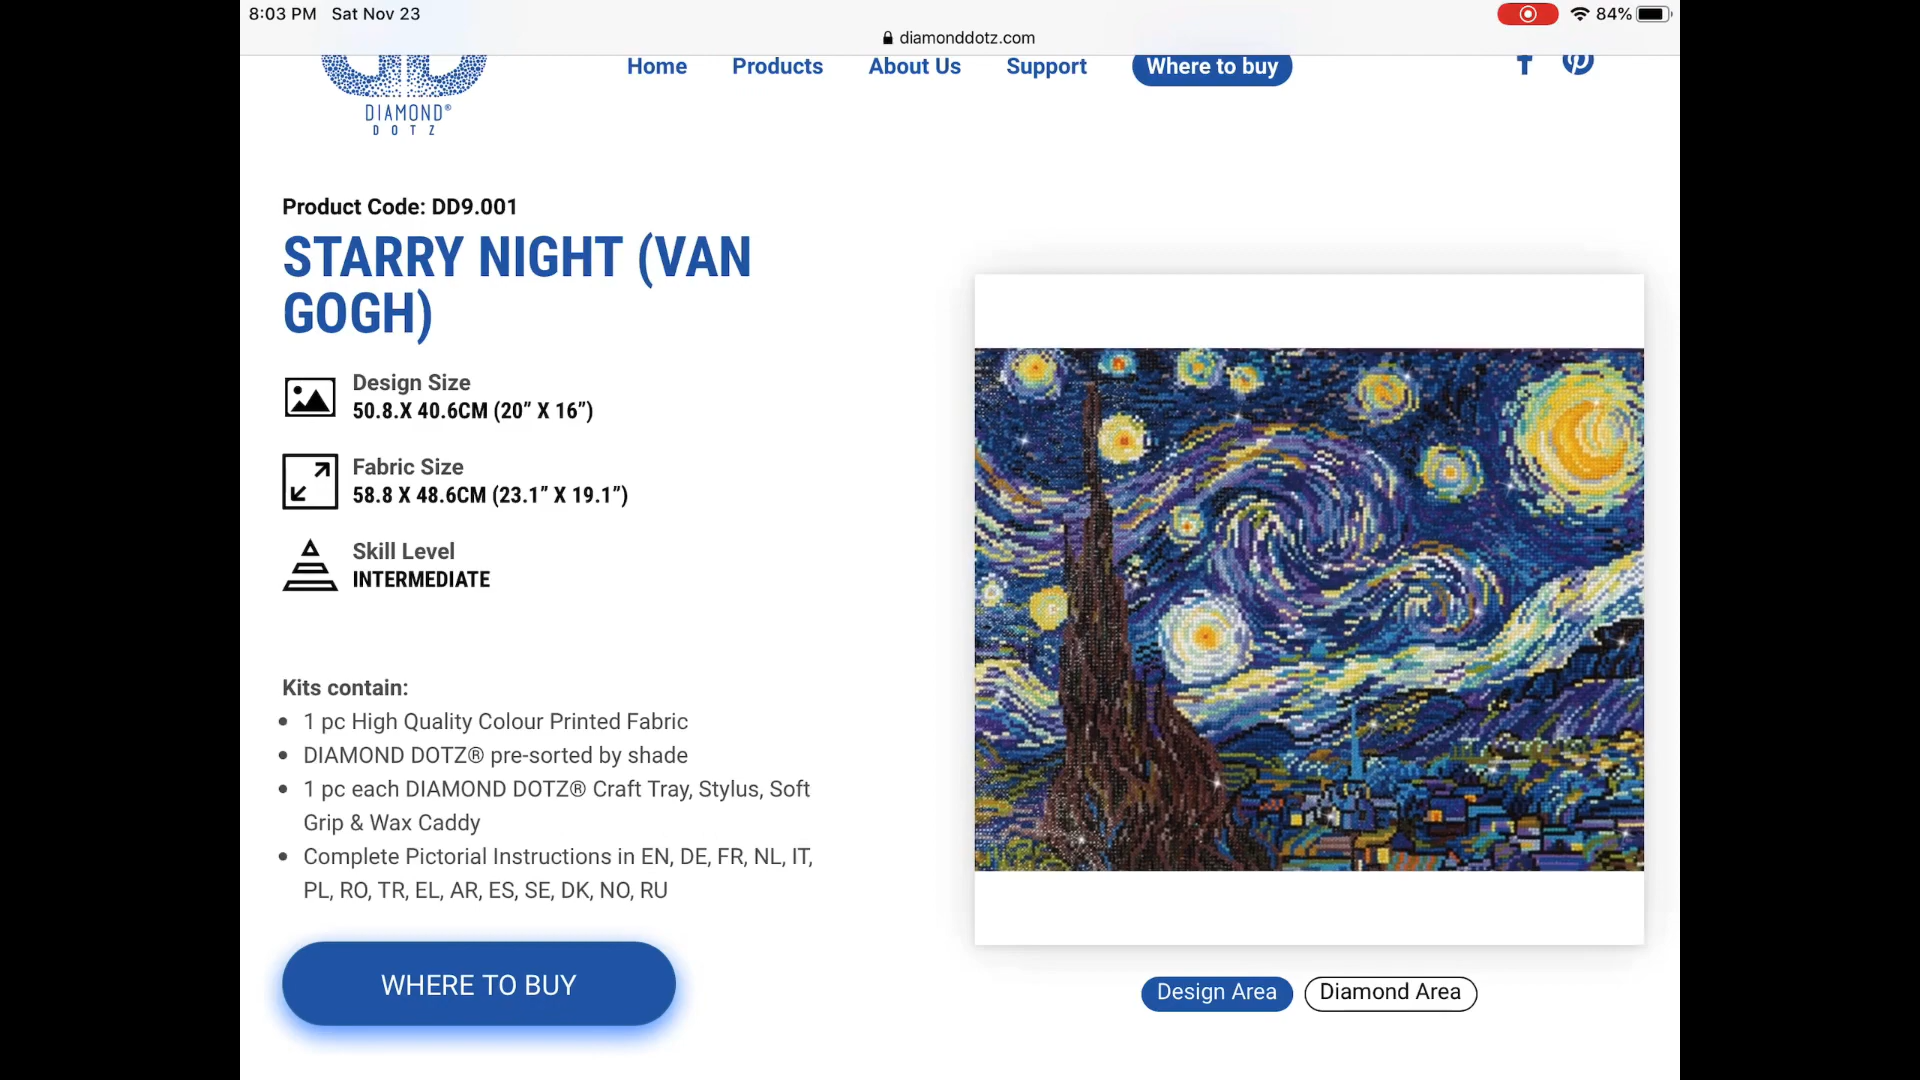 8:03 PM Sat Nov 23
84%
diamonddotz.com
Home Products About Us Support Where to buy
DIAMOND®
DOTZ
Product Code: DD9.001
STARRY NIGHT (VAN
GOGH)
Design Size
50.8.X 40.6CM (20” X 16”)
Fabric Size
58.8 X 48.6CM (23.1” X 19.1”)
Skill Level
INTERMEDIATE
Kits contain:
1 pc High Quality Colour Printed Fabric
DIAMOND DOTZ® pre-sorted by shade
1 pc each DIAMOND DOTZ® Craft Tray, Stylus, Soft
Grip & Wax Caddy
Complete Pictorial Instructions in EN, DE, FR, NL, IT,
PL, RO, TR, EL, AR, ES, SE, DK, NO, RU
WHERE TO BUY
Design Area Diamond Area